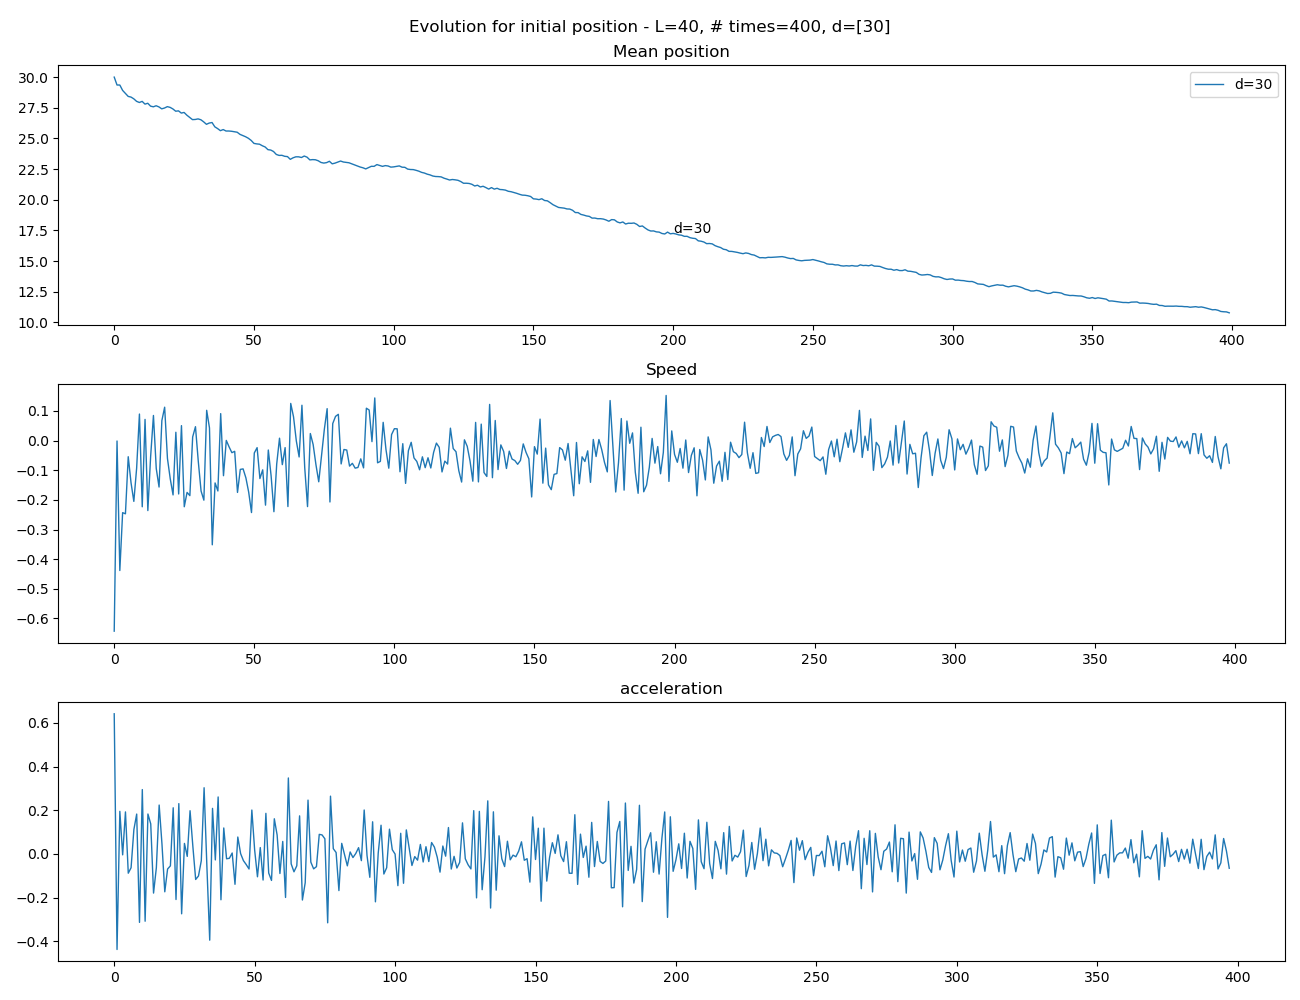 Evolution for initial position - L=40, # times=400, d=[30]
Mean position
30.0
27.5
25.0
22.5
20.0
17.5
15.0
12.5
10.0
d=30
d=30
0 50 100 150 200 250 300 350 400
Speed
0.1
0.0
−0.1
−0.2
−0.3
−0.4
−0.5
−0.6
0 50 100 150 200 250 300 350 400
acceleration
0.6
0.4
0.2
0.0
−0.2
−0.4
0 50 100 150 200 250 300 350 400